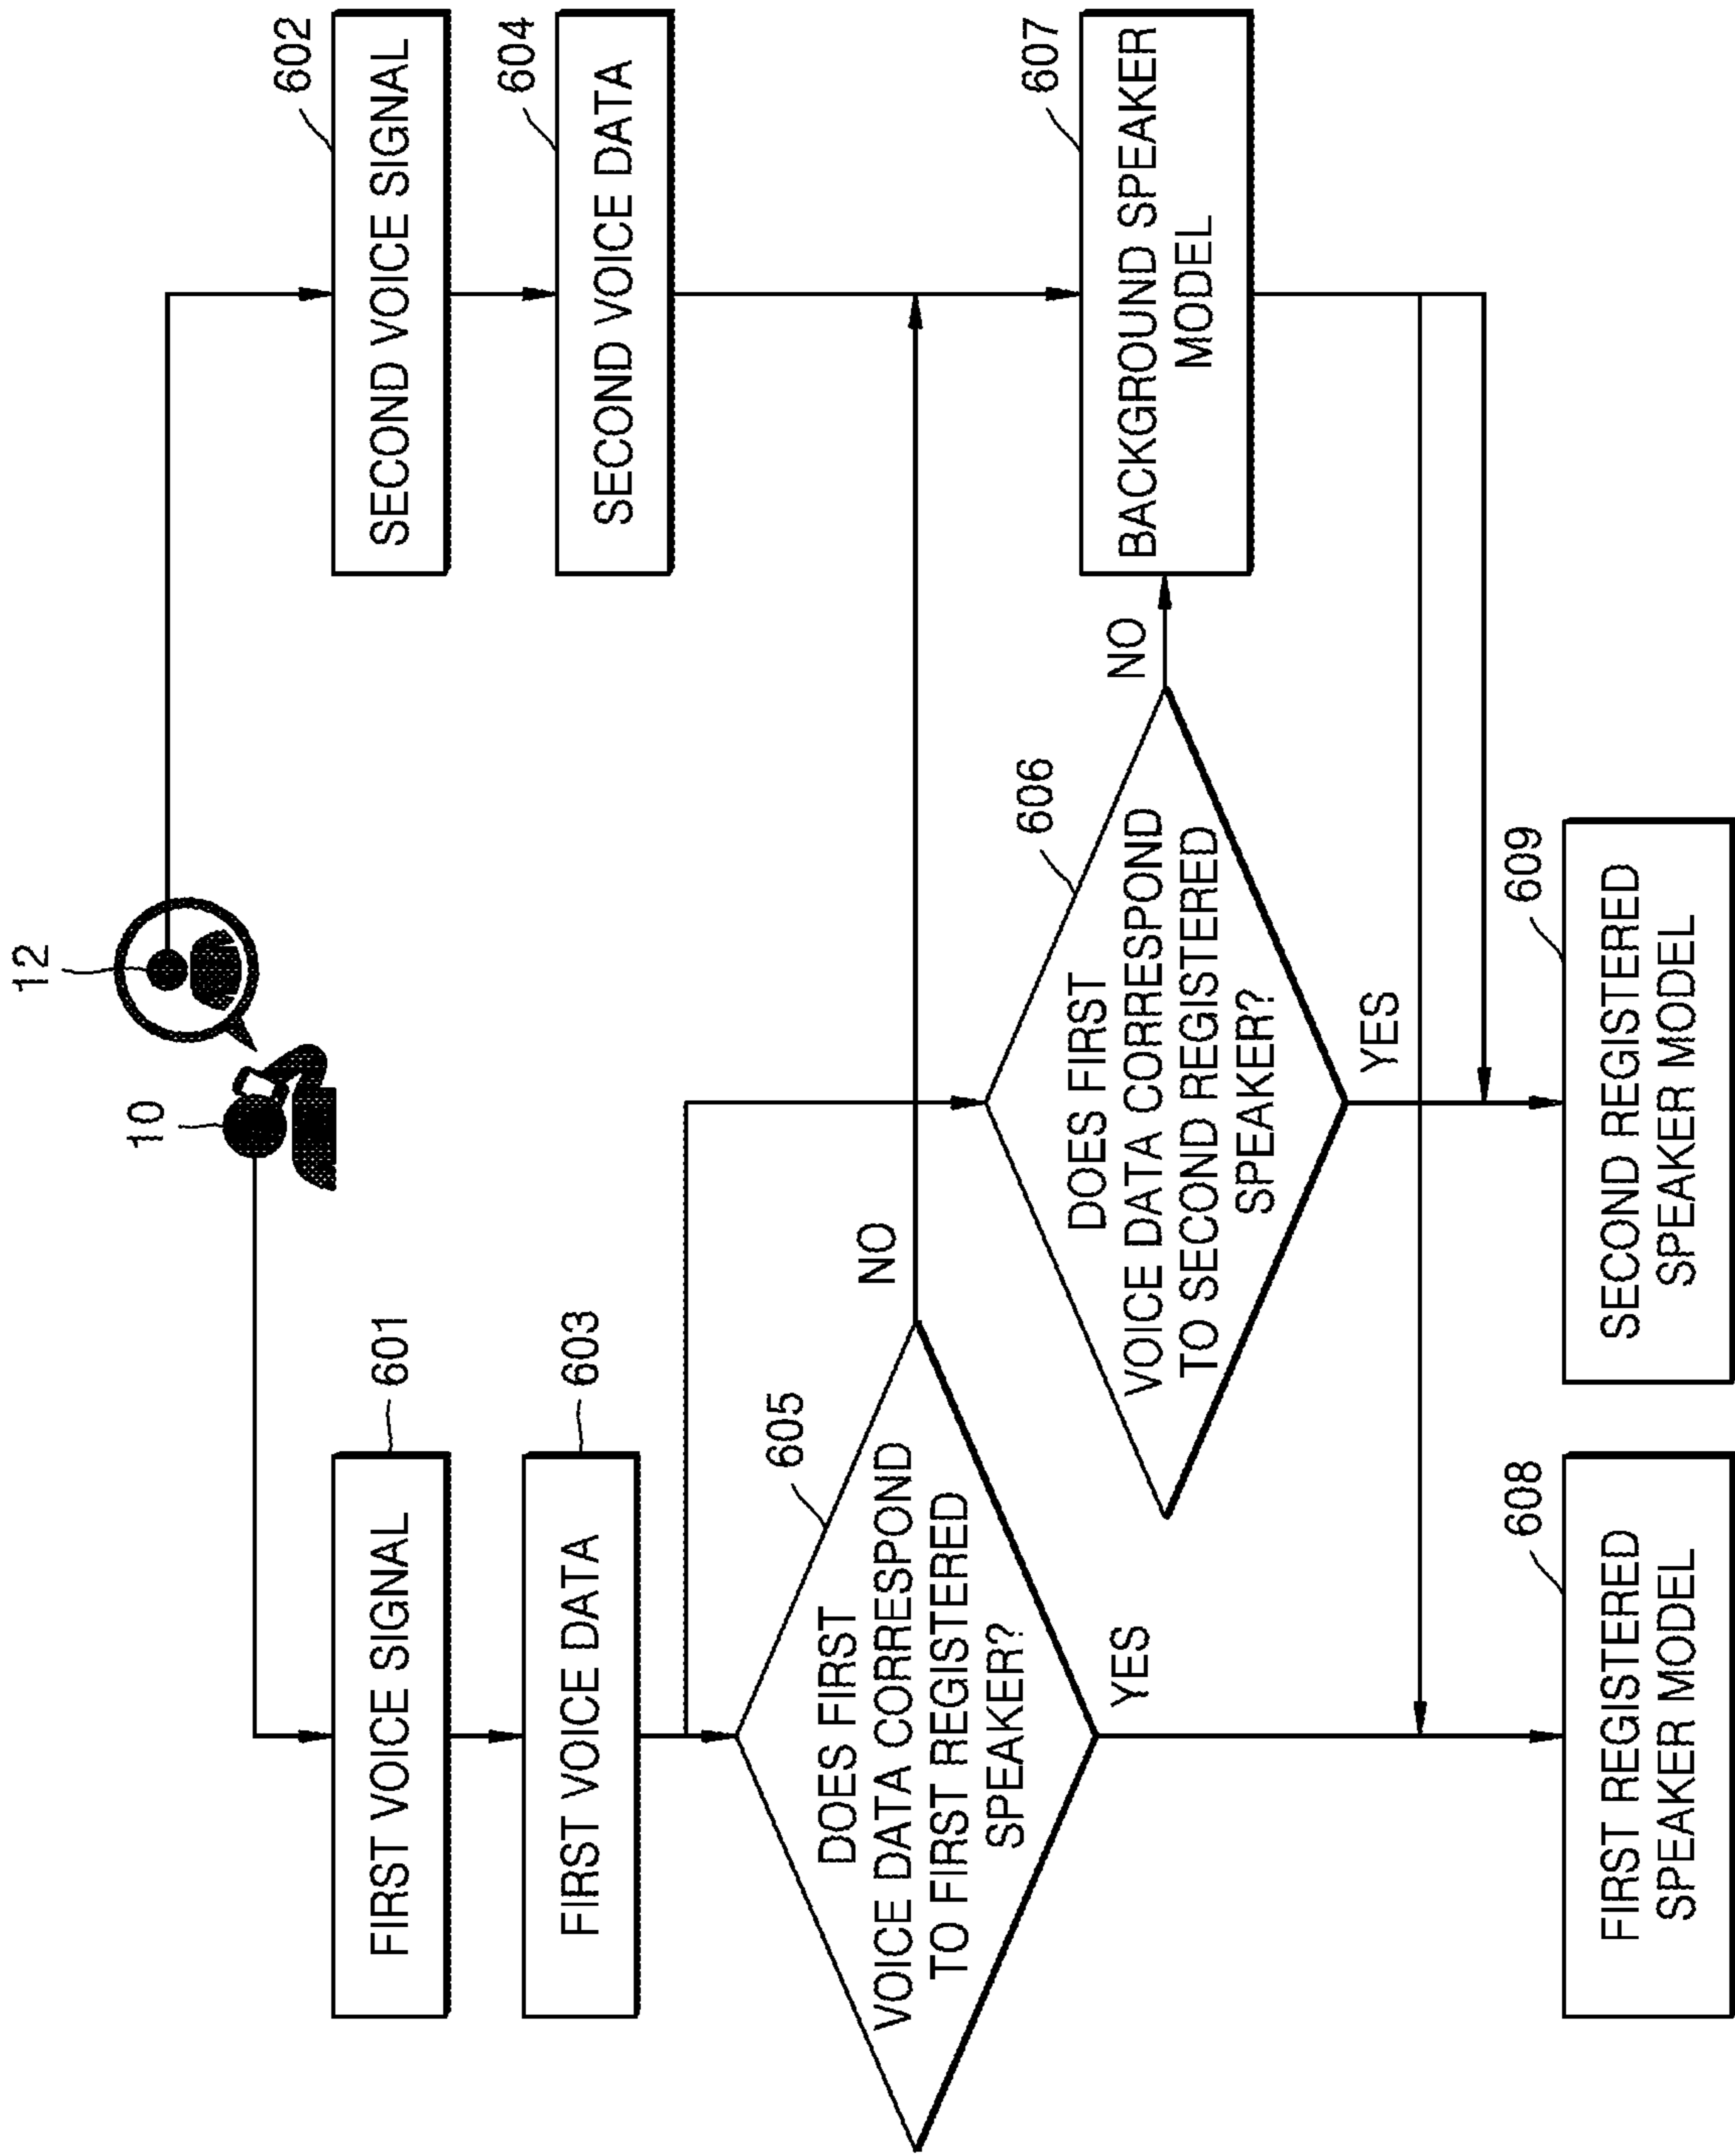 12
10
FIRST VOICE SIGNAL
601
SECOND VOICE SIGNAL
602
FIRST VOICE DATA
603
SECOND VOICE DATA
604
605
DOES FIRST
VOICE DATA CORRESPOND
TO FIRST REGISTERED
SPEAKER?
NO
YES
606
DOES FIRST
VOICE DATA CORRESPOND
TO SECOND REGISTERED
SPEAKER?
NO
YES
607
BACKGROUND SPEAKER
MODEL
608
FIRST REGISTERED
SPEAKER MODEL
609
SECOND REGISTERED
SPEAKER MODEL